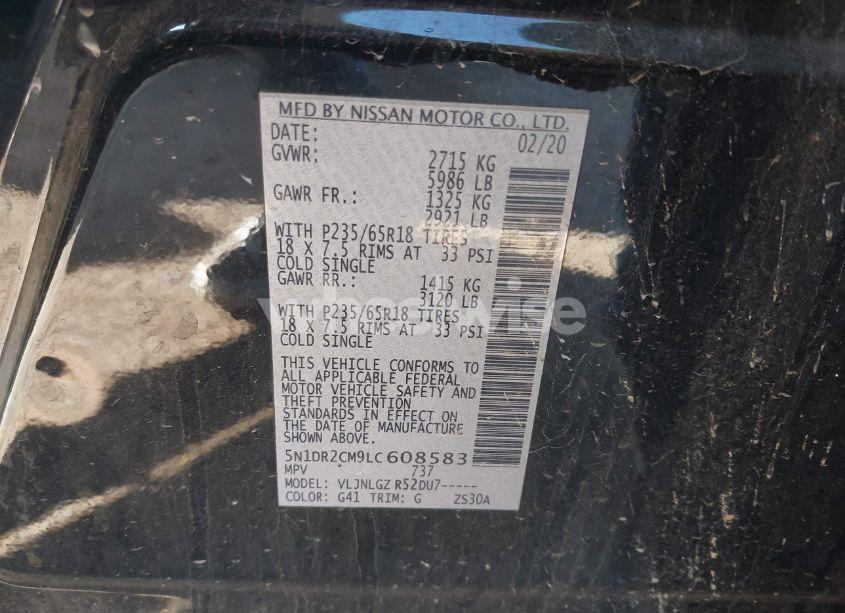 MFD BY NISSAN MOTOR CO., LTD.
DATE: 02/20
GVWR: 2715 KG
5986 LB
GAWR FR.: 1325 KG
2921 LB
WITH P235/65R18 TIRES
18 X 7.5 RIMS AT 33 PSI
COLD SINGLE
GAWR RR.: 1415 KG
3120 LB
WITH P235/65R18 TIRES
18 X 7.5 RIMS AT 33 PSI
COLD SINGLE
THIS VEHICLE CONFORMS TO
ALL APPLICABLE FEDERAL
MOTOR VEHICLE SAFETY AND
THEFT PREVENTION
STANDARDS IN EFFECT ON
THE DATE OF MANUFACTURE
SHOWN ABOVE.
5N1DR2CM9LC608583
MPV 737
MODEL: VLJNLGZ R52DU7-----
COLOR: G41 TRIM: G ZS30A